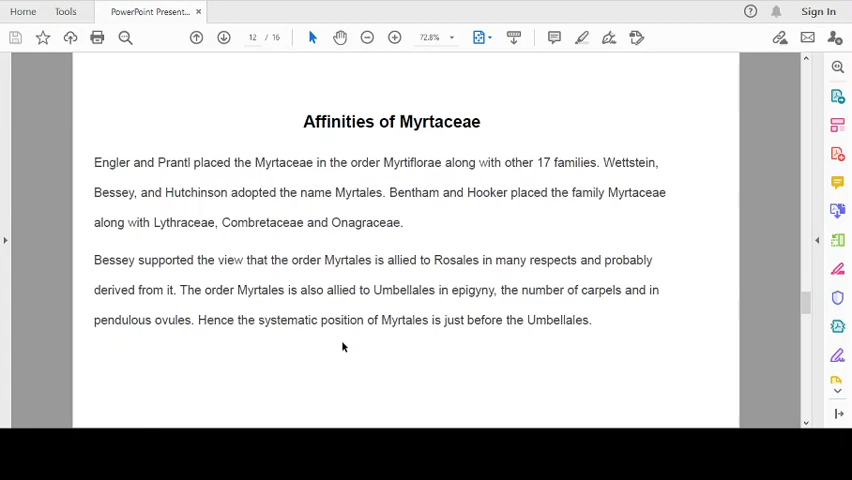 Home Tools PowerPoint Present... × Sign In
12 / 16 72.8%
Affinities of Myrtaceae
Engler and Prantl placed the Myrtaceae in the order Myrtiflorae along with other 17 families. Wettstein,
Bessey, and Hutchinson adopted the name Myrtales. Bentham and Hooker placed the family Myrtaceae
along with Lythraceae, Combretaceae and Onagraceae.
Bessey supported the view that the order Myrtales is allied to Rosales in many respects and probably
derived from it. The order Myrtales is also allied to Umbellales in epigyny, the number of carpels and in
pendulous ovules. Hence the systematic position of Myrtales is just before the Umbellales.